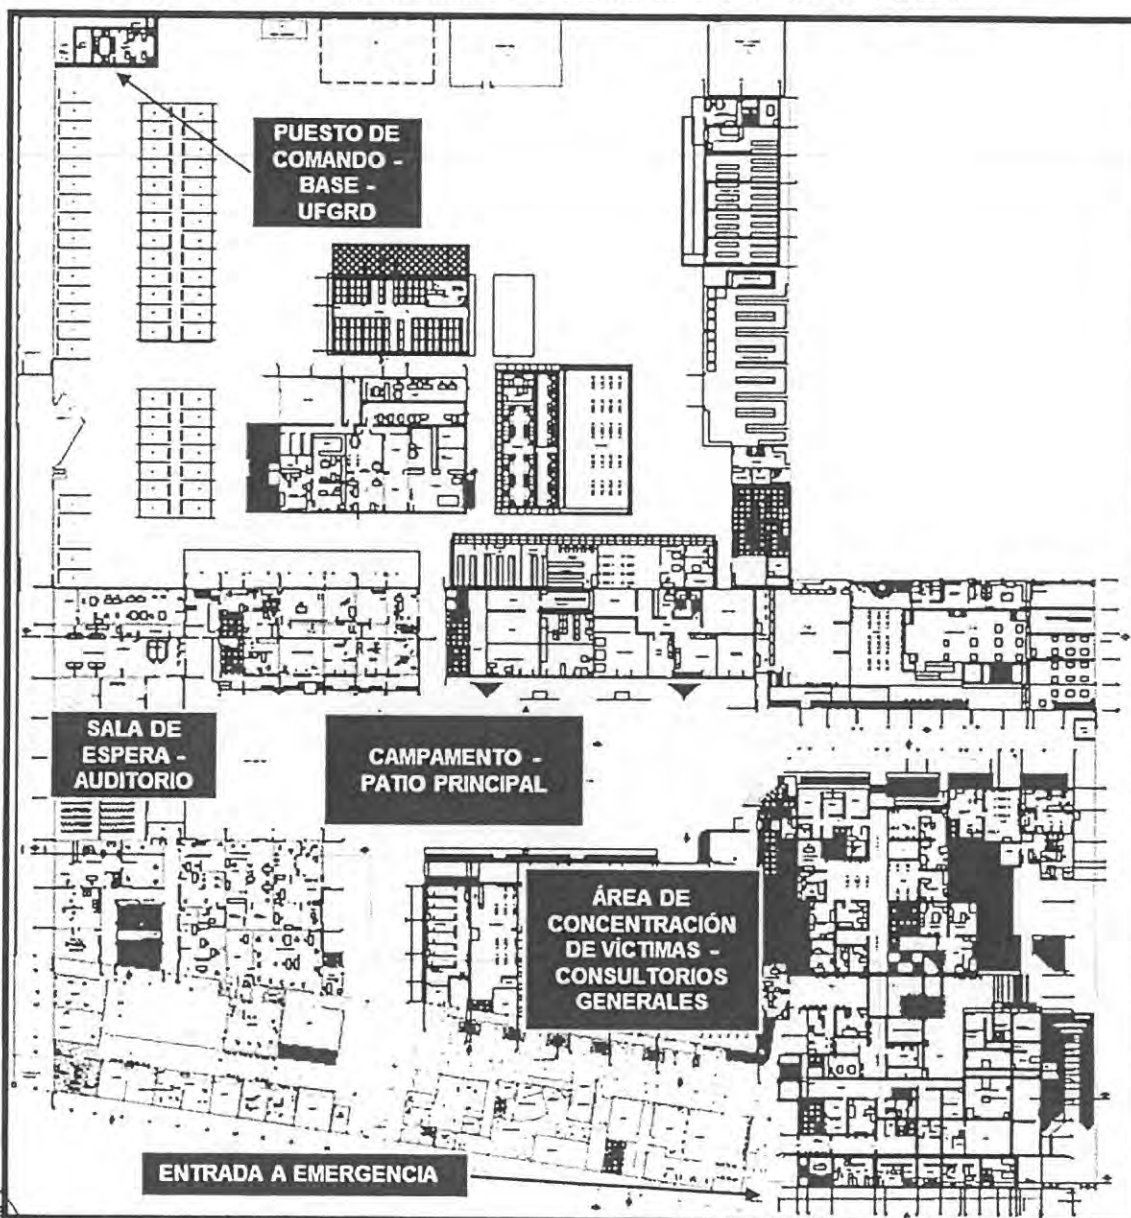 PUESTO DE
COMANDO -
BASE -
UFGRD
SALA DE
ESPERA -
AUDITORIO
CAMPAMENTO -
PATIO PRINCIPAL
ÁREA DE
CONCENTRACIÓN
DE VÍCTIMAS -
CONSULTORIOS
GENERALES
ENTRADA A EMERGENCIA